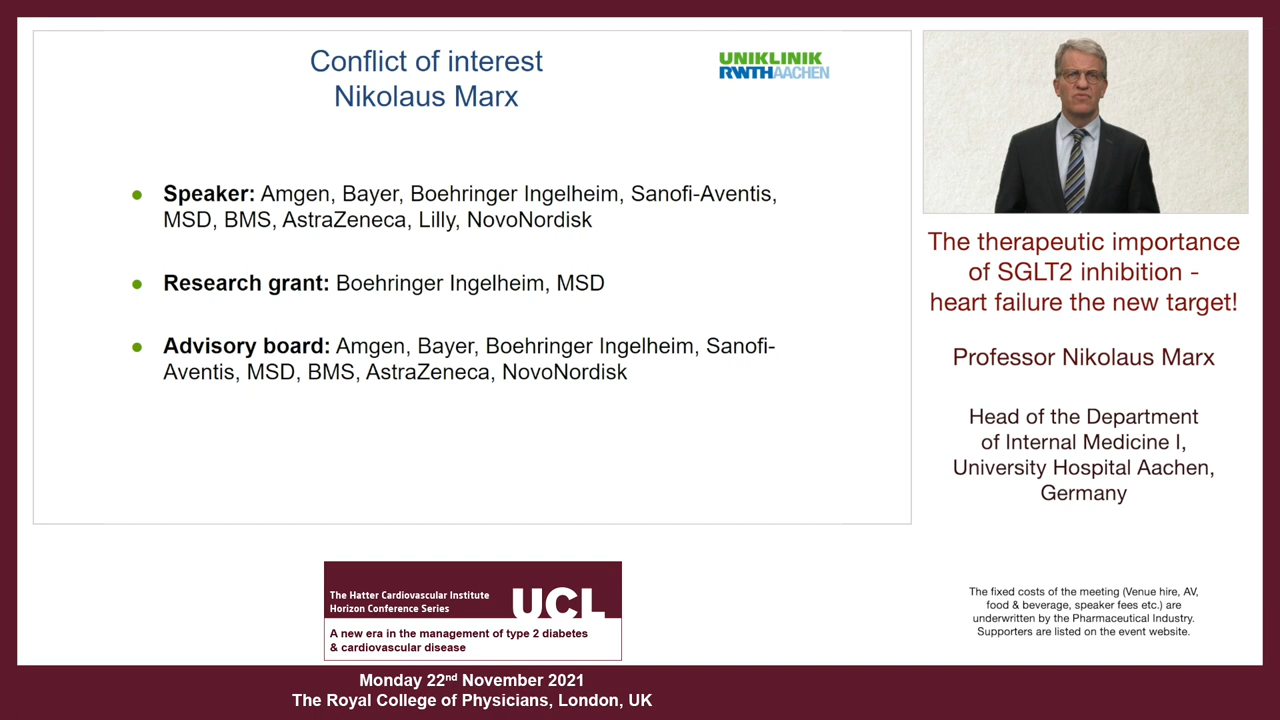 Conflict of interest
Nikolaus Marx
UNIKLINIK
RWTHAACHEN
● Speaker: Amgen, Bayer, Boehringer Ingelheim, Sanofi-Aventis,
MSD, BMS, AstraZeneca, Lilly, NovoNordisk
● Research grant: Boehringer Ingelheim, MSD
● Advisory board: Amgen, Bayer, Boehringer Ingelheim, Sanofi-
Aventis, MSD, BMS, AstraZeneca, NovoNordisk
The therapeutic importance
of SGLT2 inhibition -
heart failure the new target!
Professor Nikolaus Marx
Head of the Department
of Internal Medicine I,
University Hospital Aachen,
Germany
The Hatter Cardiovascular Institute
Horizon Conference Series
UCL
A new era in the management of type 2 diabetes
& cardiovascular disease
The fixed costs of the meeting (Venue hire, AV,
food & beverage, speaker fees etc.) are
underwritten by the Pharmaceutical Industry.
Supporters are listed on the event website.
Monday 22nd November 2021
The Royal College of Physicians, London, UK